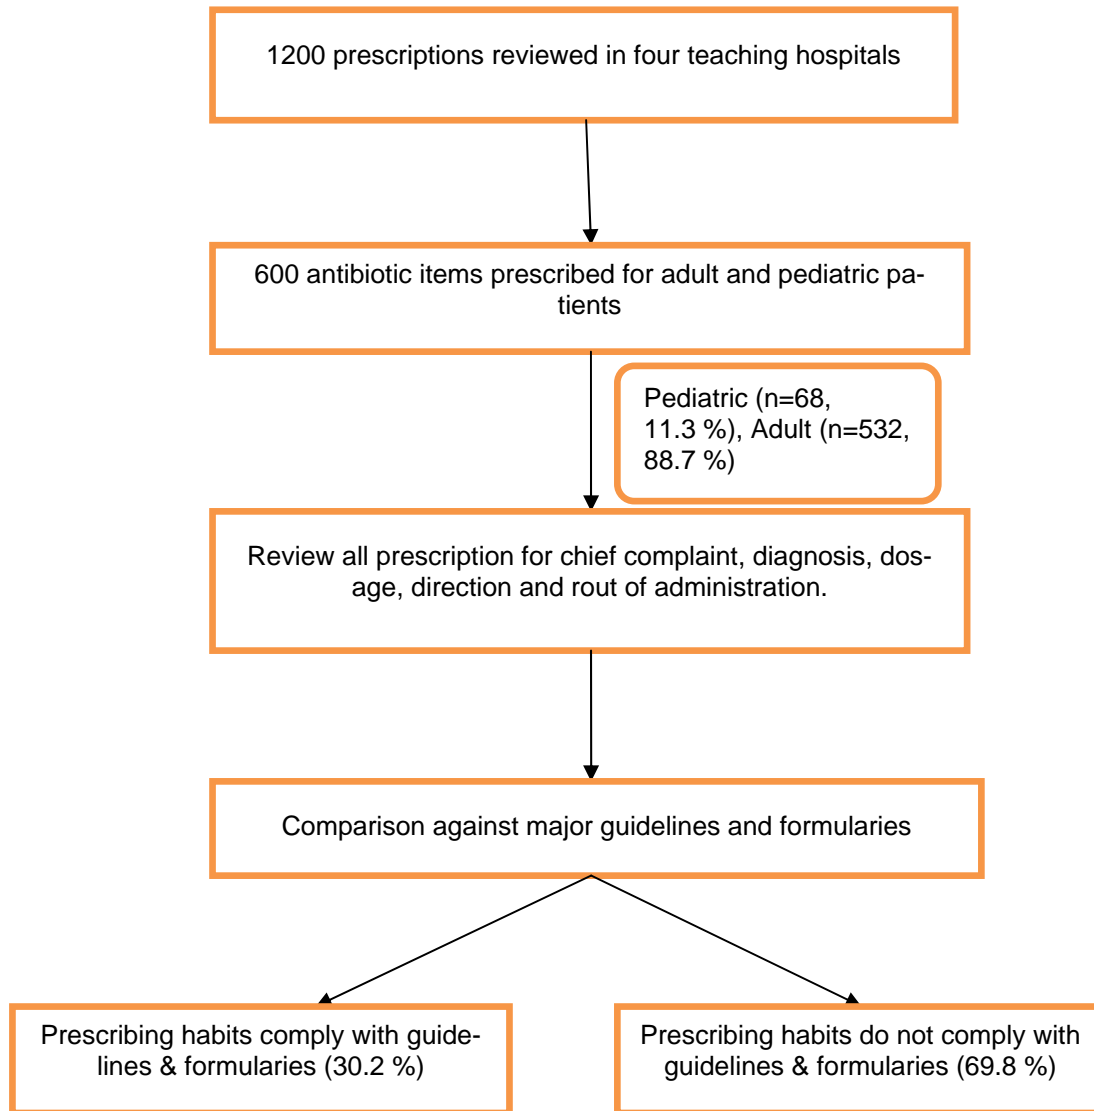 1200 prescriptions reviewed in four teaching hospitals
600 antibiotic items prescribed for adult and pediatric pa-
tients
Pediatric (n=68,
11.3 %), Adult (n=532,
88.7 %)
Review all prescription for chief complaint, diagnosis, dos-
age, direction and rout of administration.
Comparison against major guidelines and formularies
Prescribing habits comply with guide-
lines & formularies (30.2 %)
Prescribing habits do not comply with
guidelines & formularies (69.8 %)